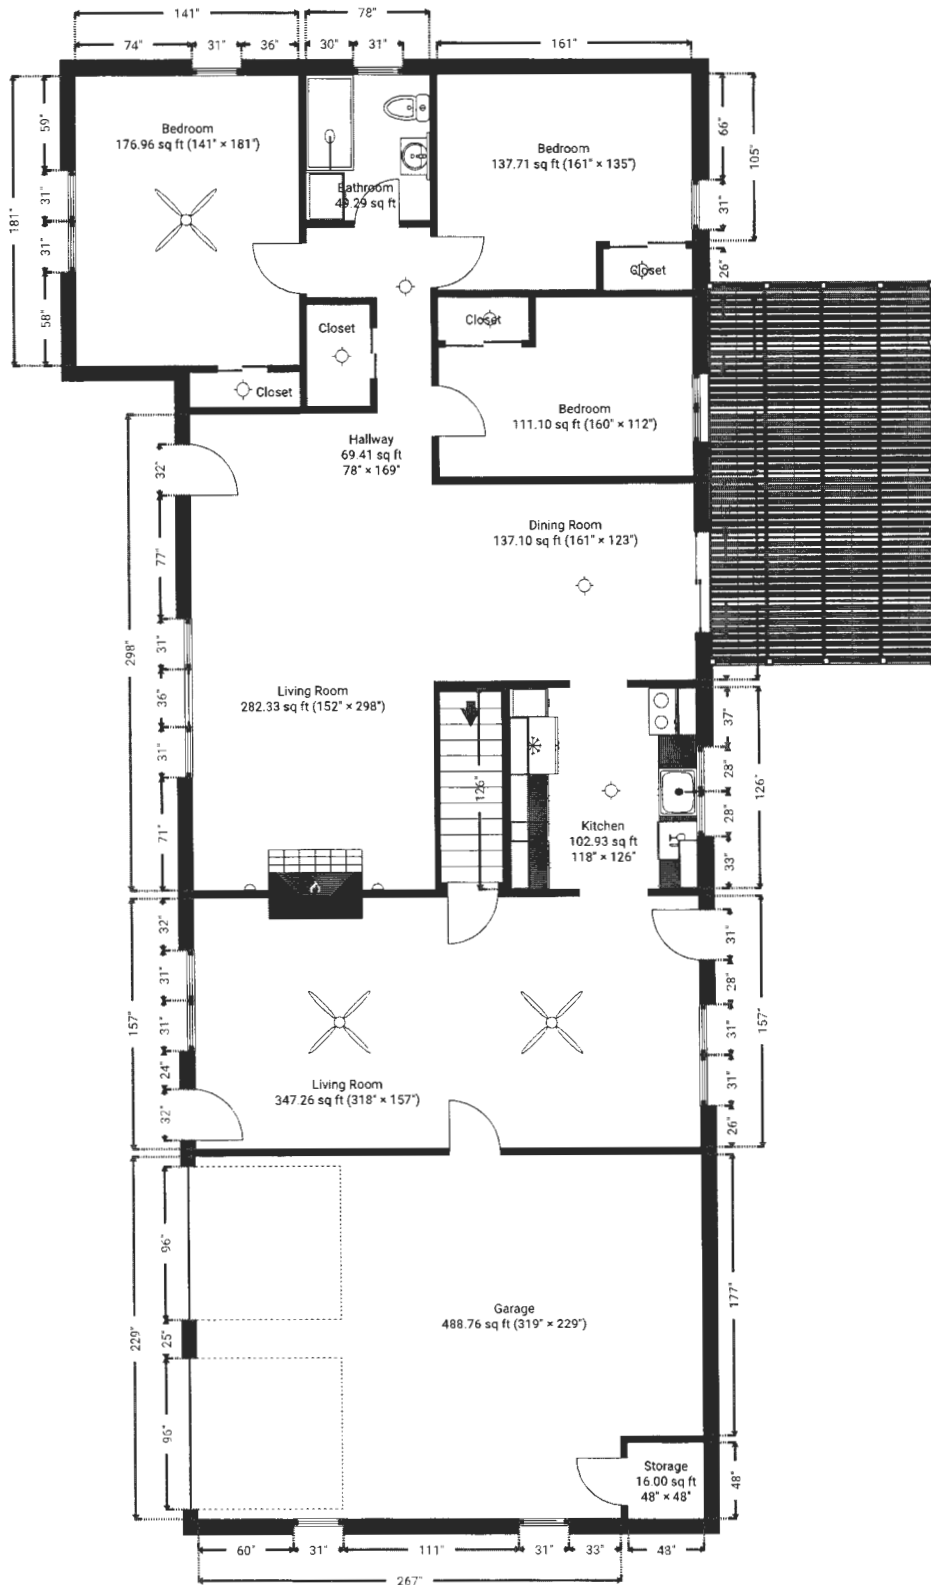 141"
78"
74"
31"
36"
30"
31"
161"
Bedroom
176.96 sq ft (141" × 181")
Bathroom
49.29 sq ft
Bedroom
137.71 sq ft (161" × 135")
181"
59"
31"
31"
58"
66"
31"
105"
26"
Closet
Closet
Closet
Closet
Bedroom
111.10 sq ft (160" × 112")
Hallway
69.41 sq ft
78" × 169"
32"
77"
298"
31"
36"
31"
71"
Dining Room
137.10 sq ft (161" × 123")
Living Room
282.33 sq ft (152" × 298")
126"
Kitchen
102.93 sq ft
118" × 126"
37"
28"
28"
33"
126"
32"
31"
31"
24"
32"
157"
31"
28"
31"
31"
26"
157"
Living Room
347.26 sq ft (318" × 157")
96"
25"
96"
229"
Garage
488.76 sq ft (319" × 229")
177"
Storage
16.00 sq ft
48" × 48"
48"
60"
31"
111"
31"
33"
48"
267"